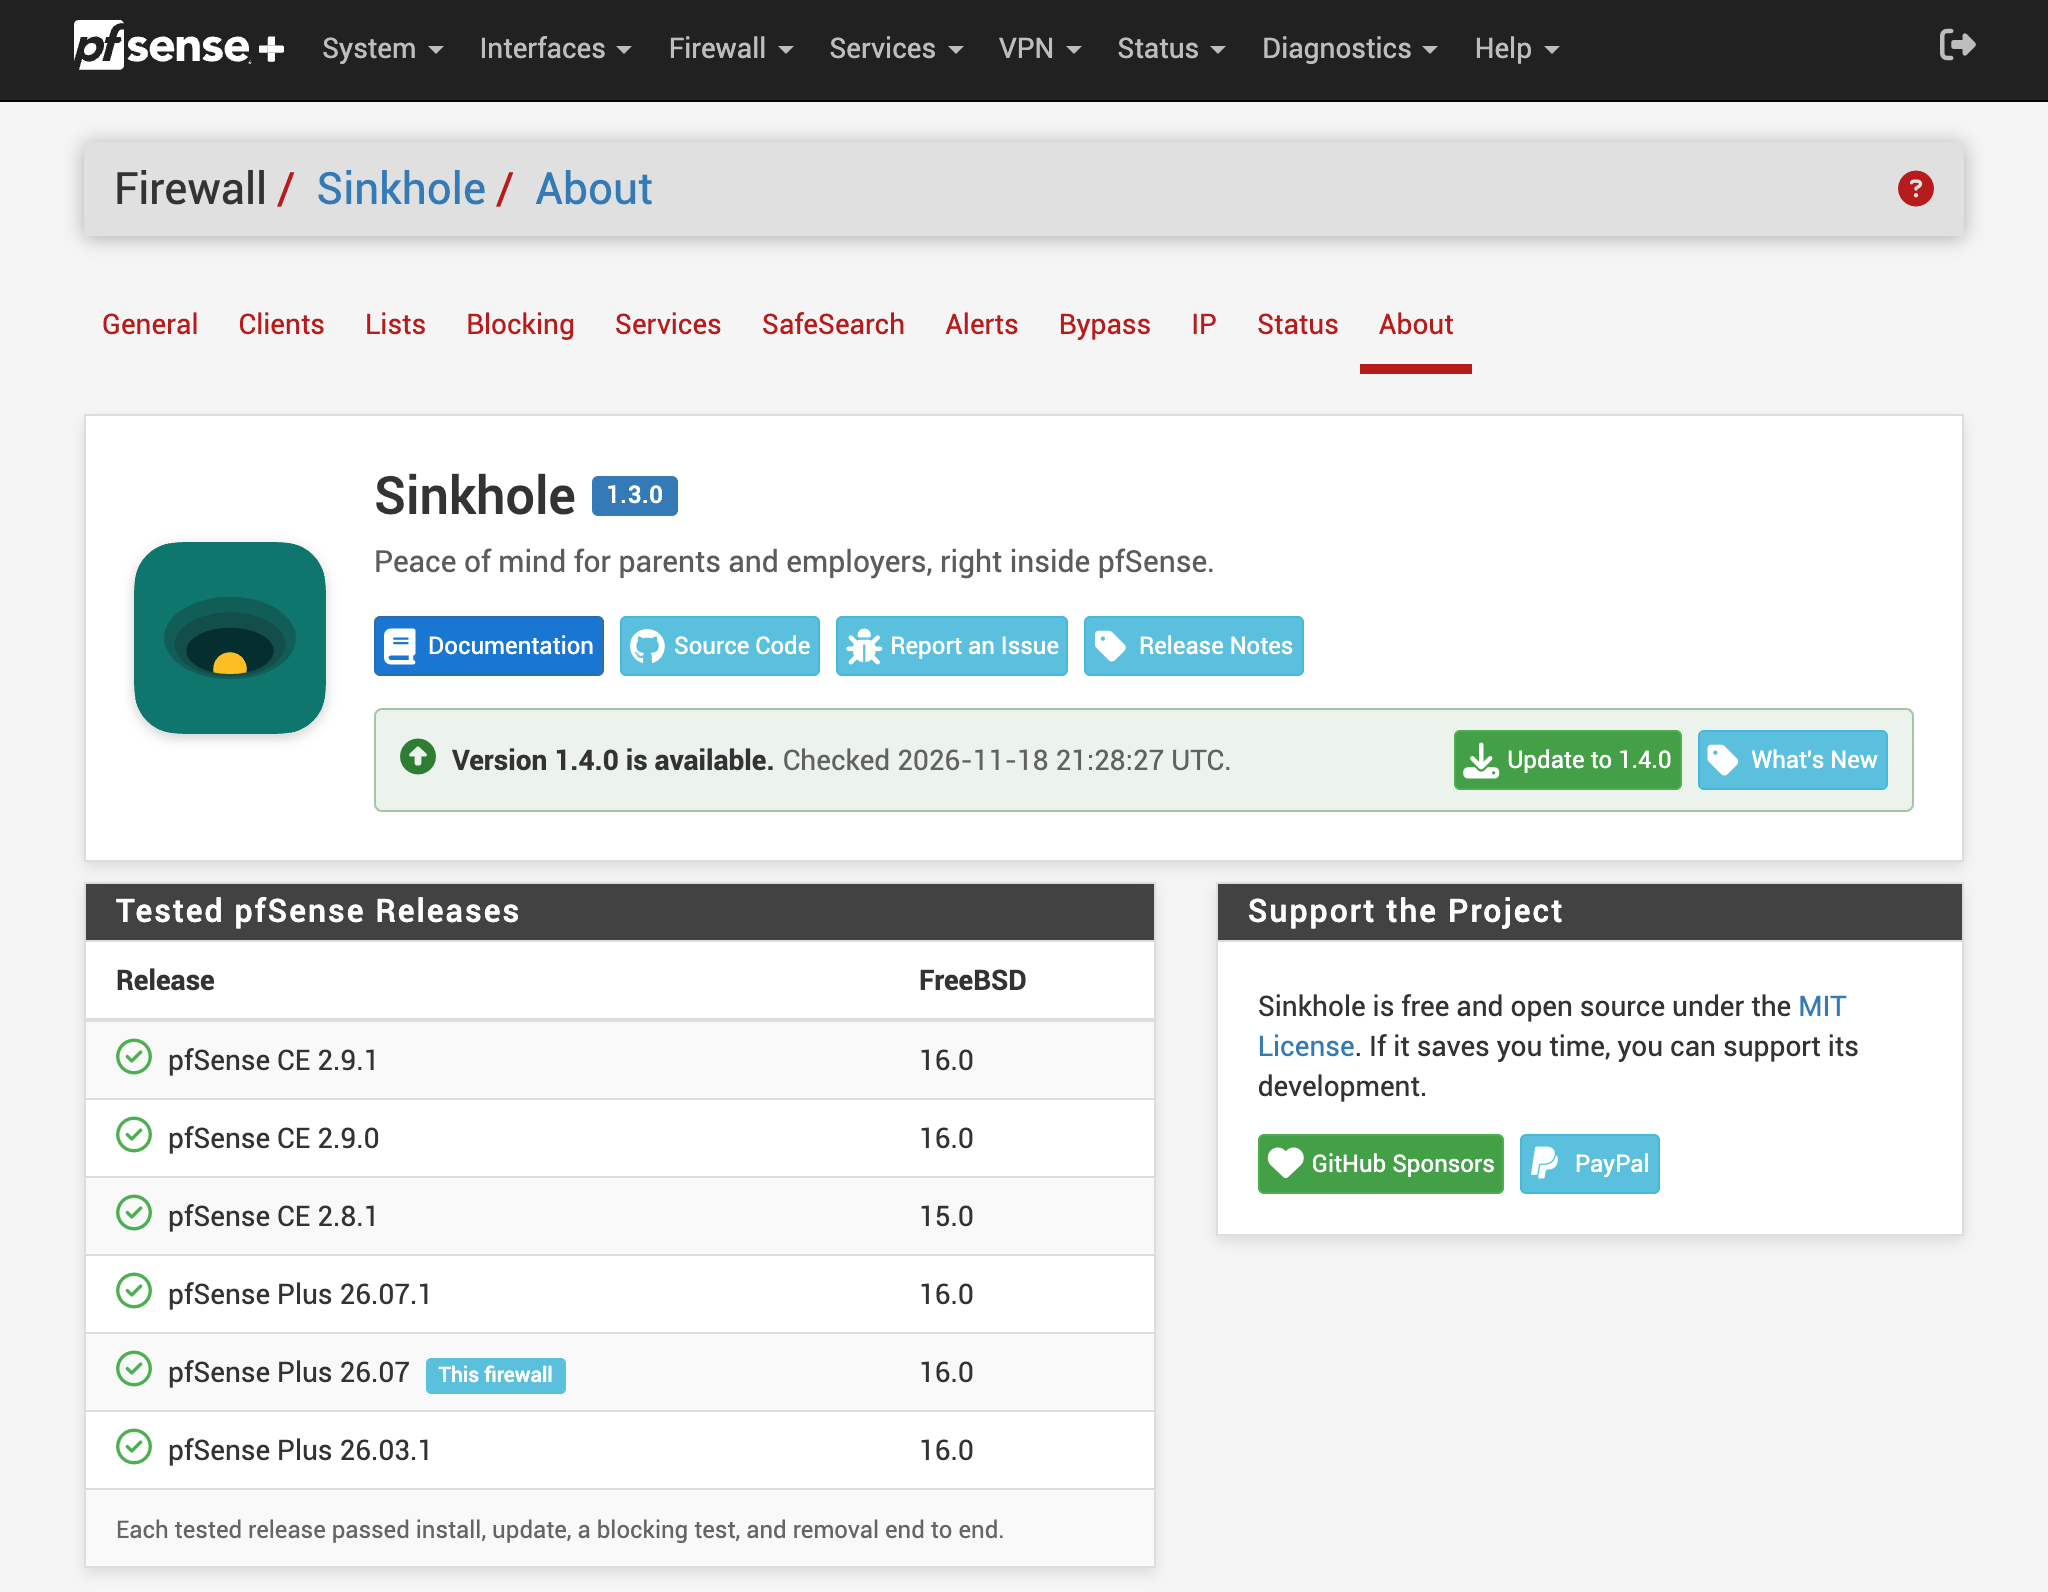 pfsense+ System Interfaces Firewall Services VPN Status Diagnostics Help
Firewall / Sinkhole / About
?
General Clients Lists Blocking Services SafeSearch Alerts Bypass IP Status About
Sinkhole 1.3.0
Peace of mind for parents and employers, right inside pfSense.
Documentation Source Code Report an Issue Release Notes
Version 1.4.0 is available. Checked 2026-11-18 21:28:27 UTC. Update to 1.4.0 What's New
Tested pfSense Releases
Release FreeBSD
pfSense CE 2.9.1 16.0
pfSense CE 2.9.0 16.0
pfSense CE 2.8.1 15.0
pfSense Plus 26.07.1 16.0
pfSense Plus 26.07 This firewall 16.0
pfSense Plus 26.03.1 16.0
Each tested release passed install, update, a blocking test, and removal end to end.
Support the Project
Sinkhole is free and open source under the MIT
License. If it saves you time, you can support its
development.
GitHub Sponsors PayPal